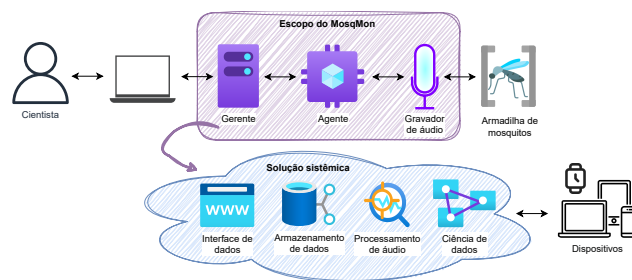 Escopo do MosqMon
Cientista
Gerente
Agente
Gravador
de áudio
Armadilha de
mosquitos
Solução sistêmica
WWW
Interface de
dados
Armazenamento
de dados
Processamento
de áudio
Ciência de
dados
Dispositivos